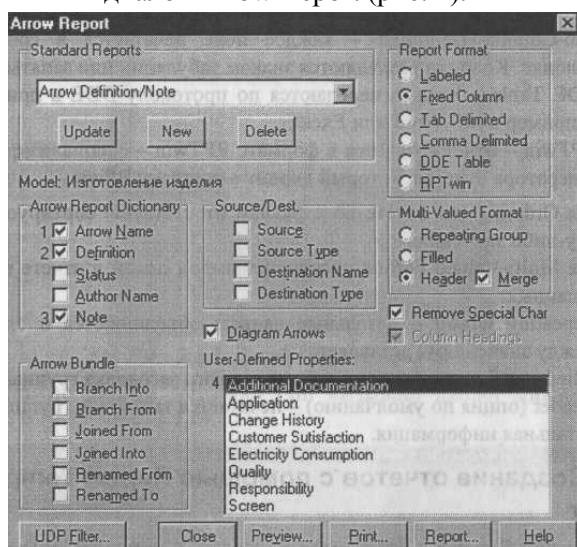 Arrow Report
Standard Reports
Arrow Definition/Note
Update New Delete
Model: Изготовление изделия
Arrow Report Dictionary
1 Arrow Name
2 Definition
Status
Author Name
3 Note
Source/Dest.
Source
Source Type
Destination Name
Destination Type
Diagram Arrows
Report Format
Labeled
Fixed Column
Tab Delimited
Comma Delimited
DDE Table
RPTwin
Multi-Valued Format
Repeating Group
Filled
Header Merge
Remove Special Char
Column Headings
Arrow Bundle
Branch Into
Branch From
Joined From
Joined Into
Renamed From
Renamed To
User-Defined Properties:
4 Additional Documentation
Application
Change History
Customer Sutisfaction
Electricity Consumption
Quality
Responsibility
Screen
UDP Filter... Close Preview... Print... Report... Help